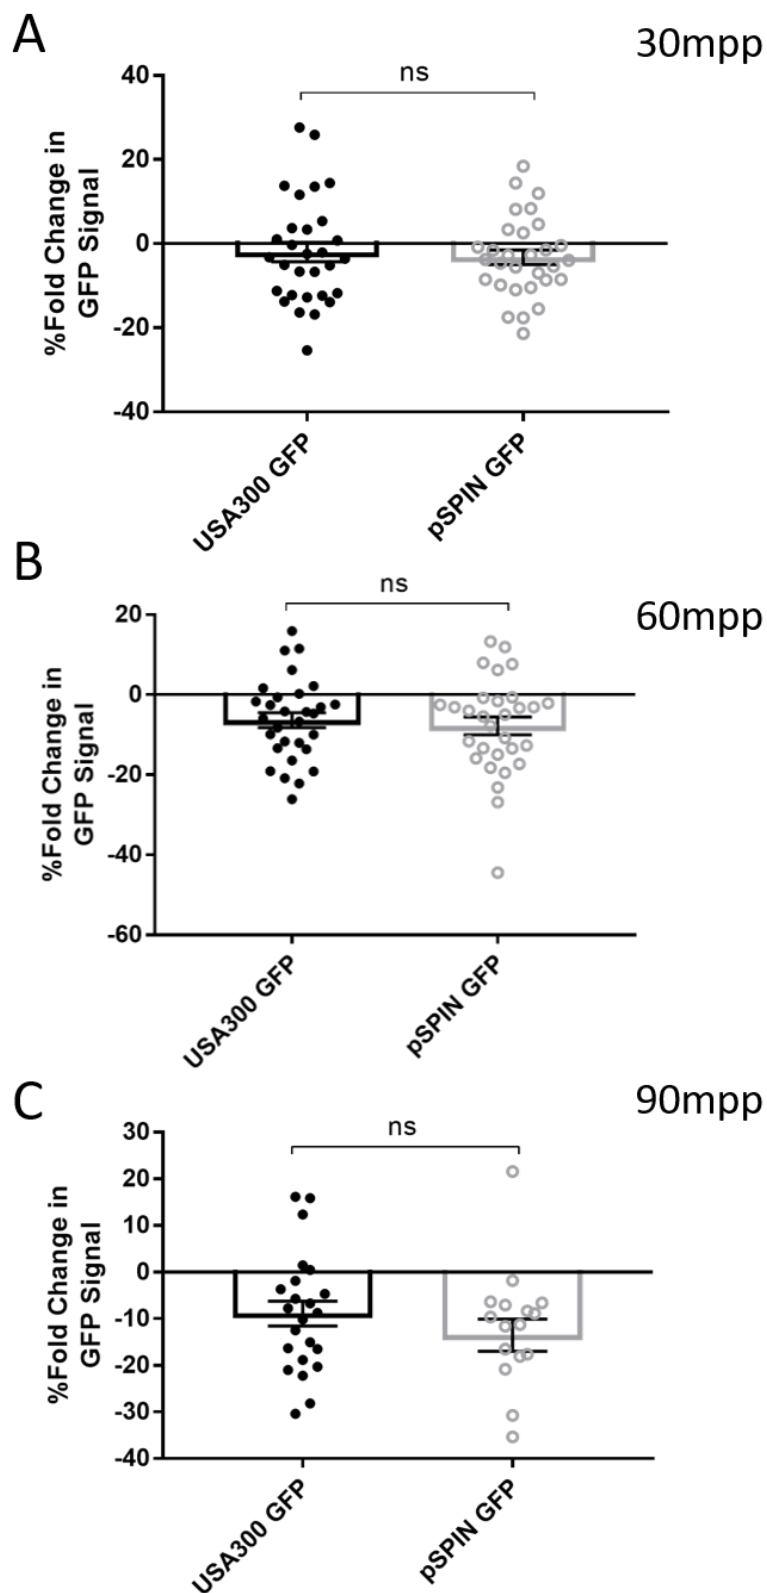 A
30mpp
ns
40
20
0
-20
-40
%Fold Change in
GFP Signal
USA300 GFP
pSPIN GFP
B
60mpp
ns
20
0
-20
-40
-60
%Fold Change in
GFP Signal
USA300 GFP
pSPIN GFP
C
90mpp
ns
30
20
10
0
-10
-20
-30
-40
%Fold Change in
GFP Signal
USA300 GFP
pSPIN GFP